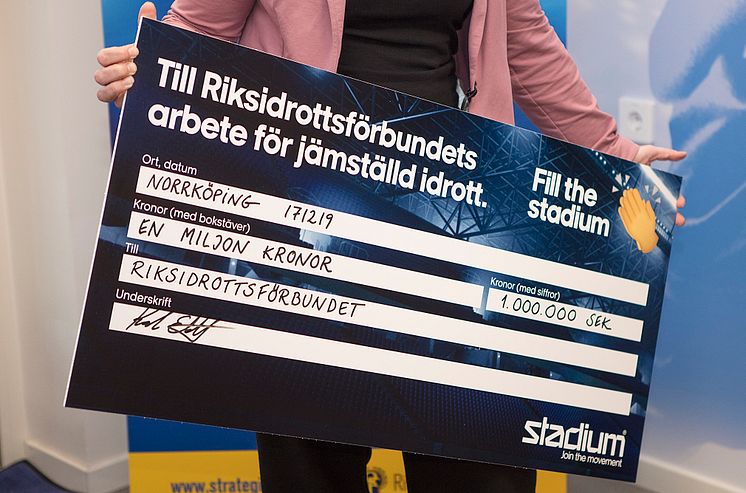 Till Riksidrottsförbundets
arbete för jämställd idrott.
Ort, datum
NORRKÖPING 171219
Kronor (med bokstäver)
EN MILJON KRONOR
Kronor (med siffror)
1.000.000 SEK
Till
RIKSIDROTTSFÖRBUNDET
Underskrift
Fill the
stadium
stadium
Join the movement
www.strategi